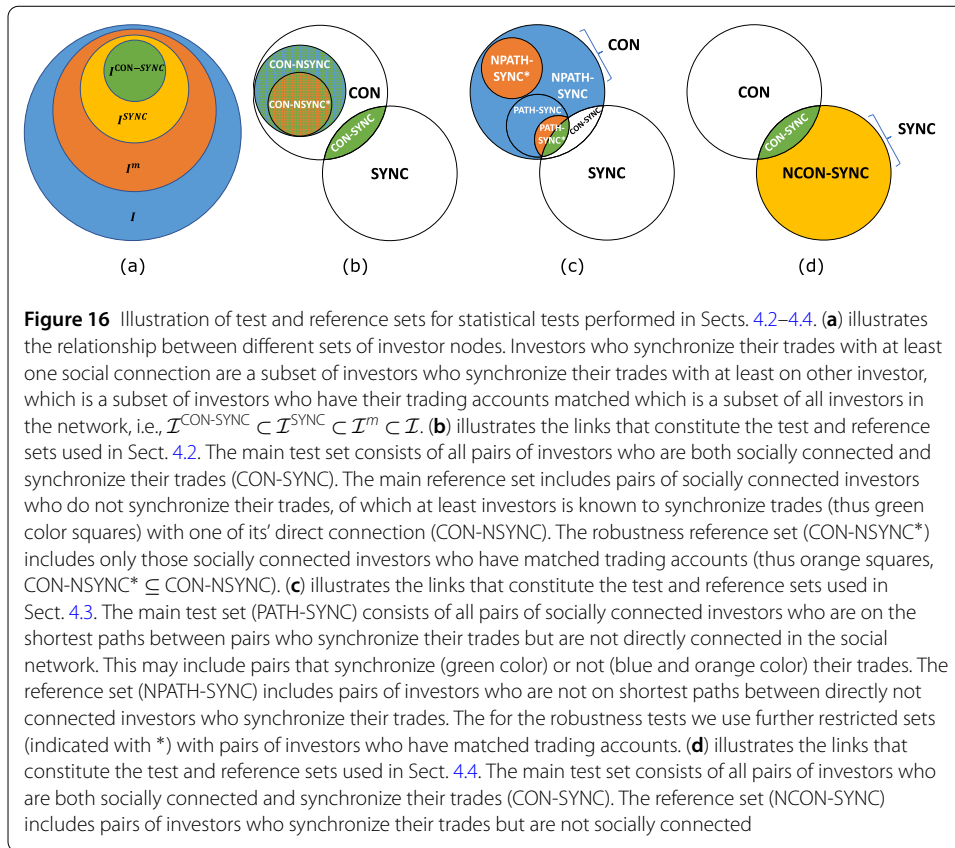 I^CON-SYNC
I^SYNC
I^m
I
(a)
CON-NSYNC
CON
CON-NSYNC*
CON-SYNC
SYNC
(b)
CON
NPATH-
SYNC*
NPATH-
SYNC
PATH-SYNC
PATH-
SYNC*
CON-SYNC
SYNC
(c)
CON
CON-SYNC
SYNC
NCON-SYNC
(d)
Figure 16 Illustration of test and reference sets for statistical tests performed in Sects. 4.2–4.4. (a) illustrates
the relationship between different sets of investor nodes. Investors who synchronize their trades with at least
one social connection are a subset of investors who synchronize their trades with at least on other investor,
which is a subset of investors who have their trading accounts matched which is a subset of all investors in
the network, i.e., I^CON-SYNC ⊂ I^SYNC ⊂ I^m ⊂ I. (b) illustrates the links that constitute the test and reference
sets used in Sect. 4.2. The main test set consists of all pairs of investors who are both socially connected and
synchronize their trades (CON-SYNC). The main reference set includes pairs of socially connected investors
who do not synchronize their trades, of which at least investors is known to synchronize trades (thus green
color squares) with one of its' direct connection (CON-NSYNC). The robustness reference set (CON-NSYNC*)
includes only those socially connected investors who have matched trading accounts (thus orange squares,
CON-NSYNC* ⊆ CON-NSYNC). (c) illustrates the links that constitute the test and reference sets used in
Sect. 4.3. The main test set (PATH-SYNC) consists of all pairs of socially connected investors who are on the
shortest paths between pairs who synchronize their trades but are not directly connected in the social
network. This may include pairs that synchronize (green color) or not (blue and orange color) their trades. The
reference set (NPATH-SYNC) includes pairs of investors who are not on shortest paths between directly not
connected investors who synchronize their trades. The for the robustness tests we use further restricted sets
(indicated with *) with pairs of investors who have matched trading accounts. (d) illustrates the links that
constitute the test and reference sets used in Sect. 4.4. The main test set consists of all pairs of investors who
are both socially connected and synchronize their trades (CON-SYNC). The reference set (NCON-SYNC)
includes pairs of investors who synchronize their trades but are not socially connected